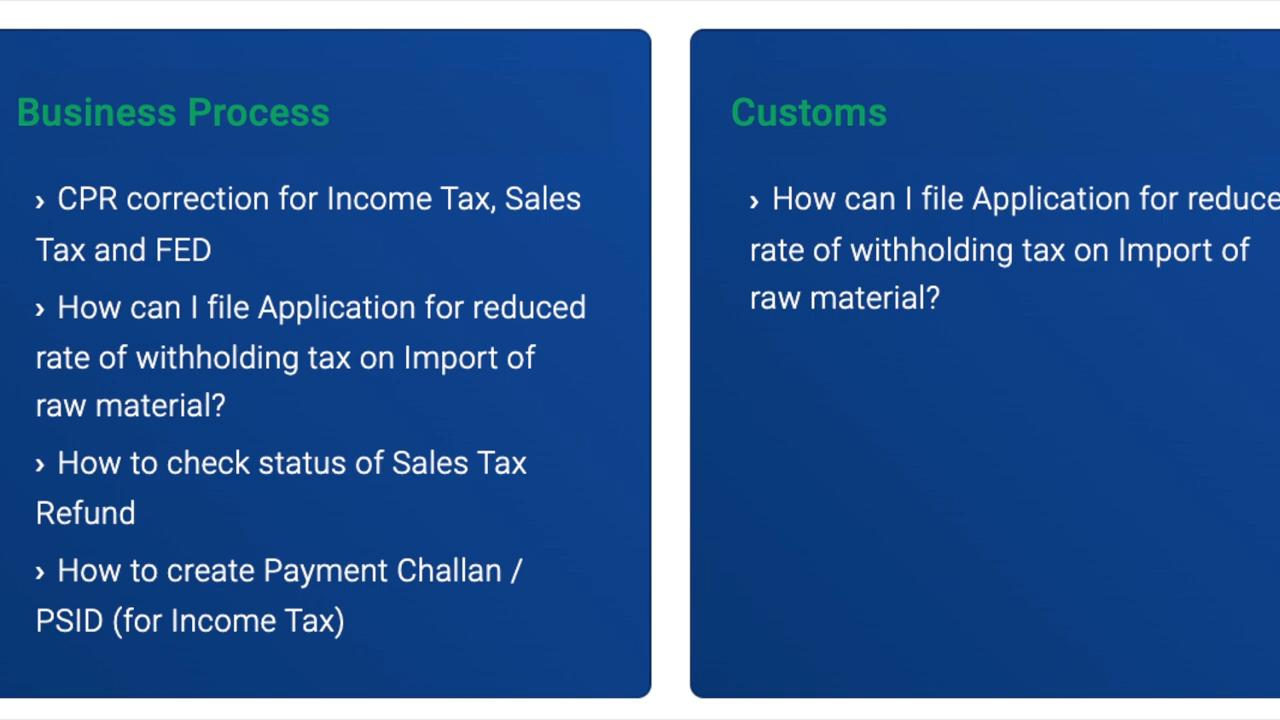 Business Process
› CPR correction for Income Tax, Sales
Tax and FED
› How can I file Application for reduced
rate of withholding tax on Import of
raw material?
› How to check status of Sales Tax
Refund
› How to create Payment Challan /
PSID (for Income Tax)
Customs
› How can I file Application for reduce
rate of withholding tax on Import of
raw material?